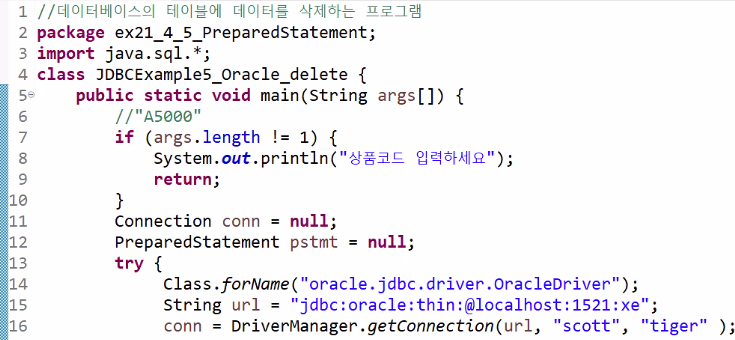 1 //데이터베이스의 테이블에 데이터를 삭제하는 프로그램
2 package ex21_4_5_PreparedStatement;
3 import java.sql.*;
4 class JDBCExample5_Oracle_delete {
5     public static void main(String args[]) {
6         //"A5000"
7         if (args.length != 1) {
8             System.out.println("상품코드 입력하세요");
9             return;
10         }
11         Connection conn = null;
12         PreparedStatement pstmt = null;
13         try {
14              Class.forName("oracle.jdbc.driver.OracleDriver");
15              String url = "jdbc:oracle:thin:@localhost:1521:xe";
16              conn = DriverManager.getConnection(url, "scott", "tiger" );